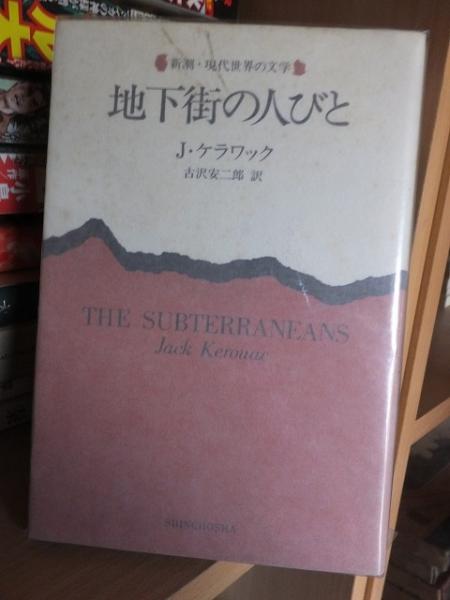 新潮・現代世界の文学
地下街の人びと
J・ケラワック
古沢安二郎 訳
THE SUBTERRANEANS
Jack Kerouac
SHINCHOSHA